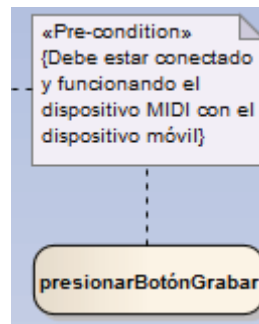 «Pre-condition»
{Debe estar conectado
y funcionando el
dispositivo MIDI con el
dispositivo móvil}
presionarBotónGrabar